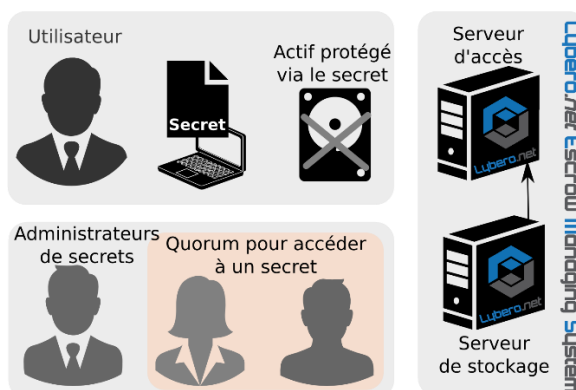 Utilisateur
Secret
Actif protégé
via le secret
Administrateurs
de secrets
Quorum pour accéder
à un secret
Serveur
d'accès
Lybero.net
Lybero.net
Serveur
de stockage
Lybero.net Escrow Managing System